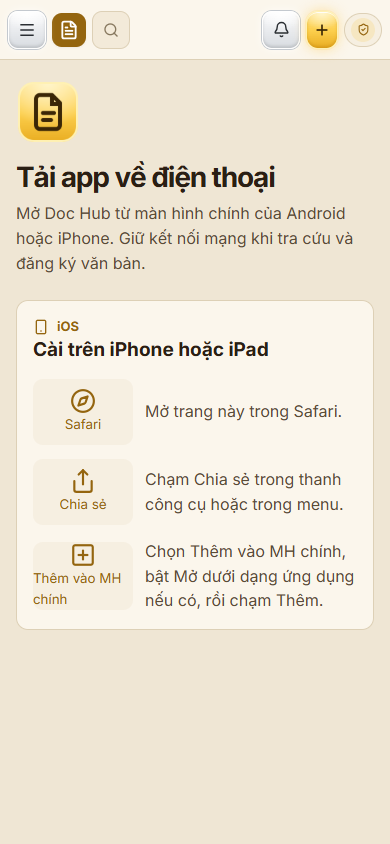 Tải app về điện thoại
Mở Doc Hub từ màn hình chính của Android
hoặc iPhone. Giữ kết nối mạng khi tra cứu và
đăng ký văn bản.
iOS
Cài trên iPhone hoặc iPad
Safari
Mở trang này trong Safari.
Chia sẻ
Chạm Chia sẻ trong thanh
công cụ hoặc trong menu.
Thêm vào MH
chính
Chọn Thêm vào MH chính,
bật Mở dưới dạng ứng dụng
nếu có, rồi chạm Thêm.